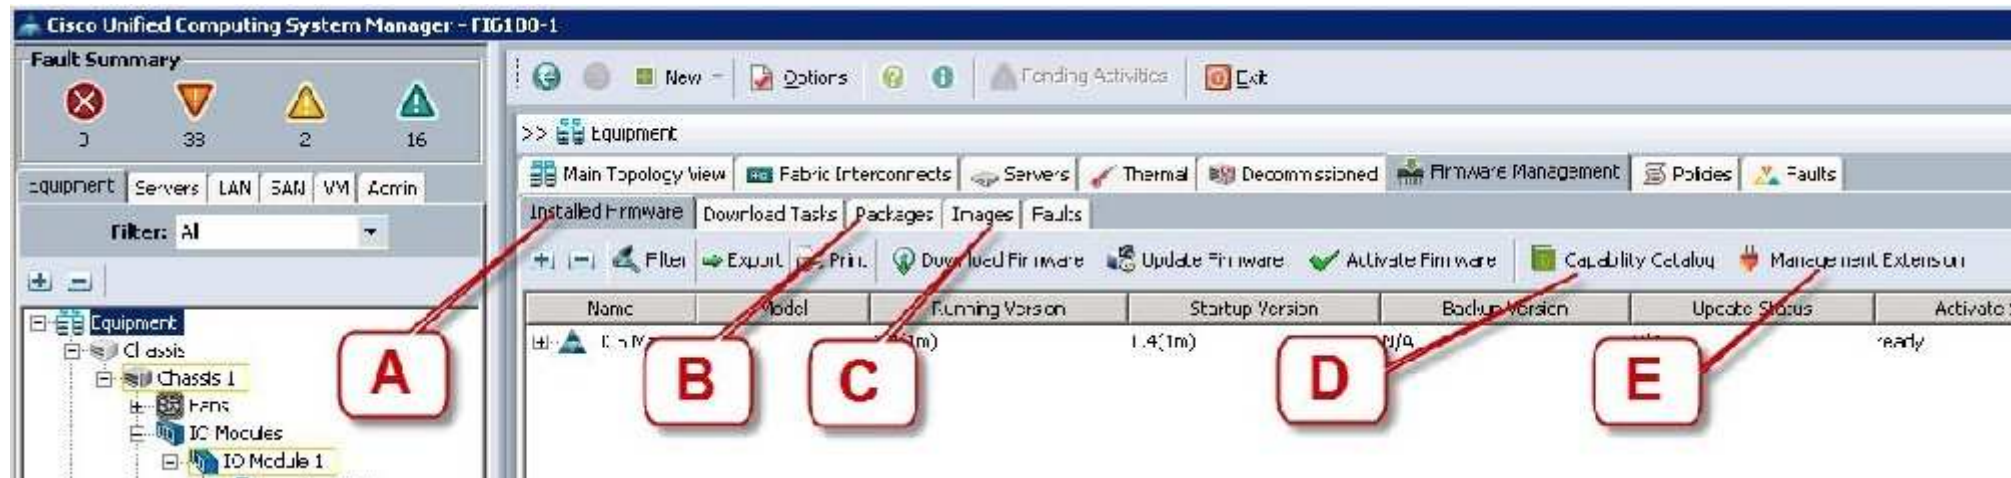 Cisco Unified Computing System Manager - FIG100-1
Fault Summary
33 2 16
New Options Pending Activities Exit
>> Equipment
Equipment Servers LAN SAN VM Admin
Main Topology View Fabric Interconnects Servers Thermal Decommissioned Firmware Management Policies Faults
Installed Firmware Download Tasks Packages Images Faults
Filter: All
Filter Export Print Download Firmware Update Firmware Activate Firmware Capability Catalog Management Extension
Name Model Running Version Startup Version Backup Version Update Status Activate
Equipment
N/A ready
Chassis
Chassis 1
Fans
IO Modules
IO Module 1
A B C D E